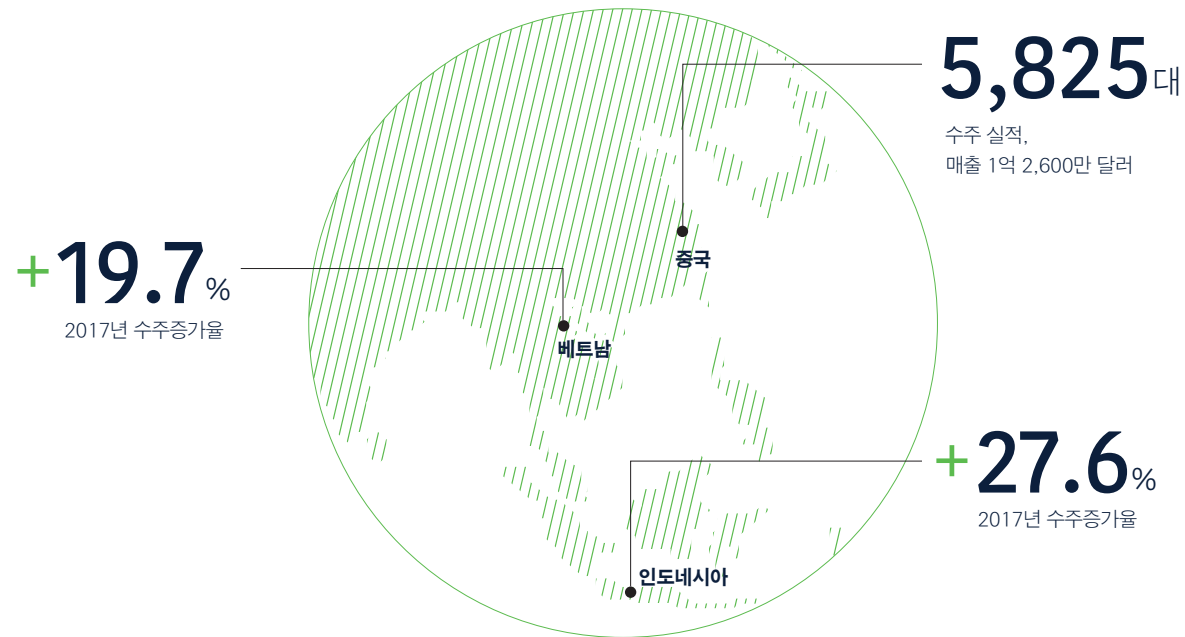 5,825대
수주 실적,
매출 1억 2,600만 달러
중국
+19.7%
2017년 수주증가율
베트남
+27.6%
2017년 수주증가율
인도네시아